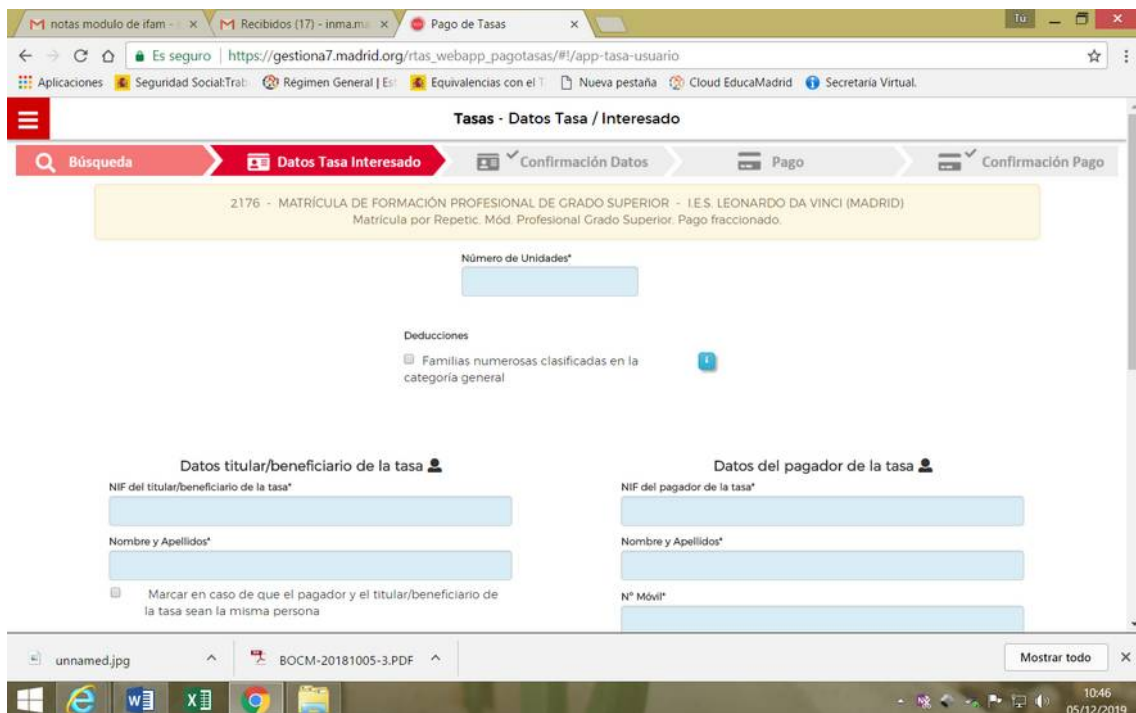 notas modulo de ifam -
Recibidos (17) - inma.ma
Pago de Tasas
Tú
Es seguro
https://gestiona7.madrid.org/rtas_webapp_pagotasas/#!/app-tasa-usuario
Aplicaciones
Seguridad Social:Trab
Régimen General | Est
Equivalencias con el T
Nueva pestaña
Cloud EducaMadrid
Secretaría Virtual.
Tasas - Datos Tasa / Interesado
Búsqueda
Datos Tasa Interesado
Confirmación Datos
Pago
Confirmación Pago
2176 - MATRÍCULA DE FORMACIÓN PROFESIONAL DE GRADO SUPERIOR - I.E.S. LEONARDO DA VINCI (MADRID)
Matrícula por Repetic. Mód. Profesional Grado Superior. Pago fraccionado.
Número de Unidades*
Deducciones
Familias numerosas clasificadas en la
categoría general
Datos titular/beneficiario de la tasa
NIF del titular/beneficiario de la tasa*
Nombre y Apellidos*
Marcar en caso de que el pagador y el titular/beneficiario de
la tasa sean la misma persona
Datos del pagador de la tasa
NIF del pagador de la tasa*
Nombre y Apellidos*
Nº Móvil*
unnamed.jpg
BOCM-20181005-3.PDF
Mostrar todo
10:46
05/12/2019